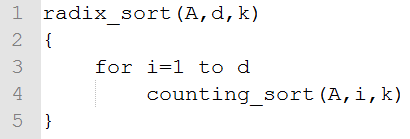 1 radix_sort(A,d,k)
2 {
3     for i=1 to d
4         counting_sort(A,i,k)
5 }